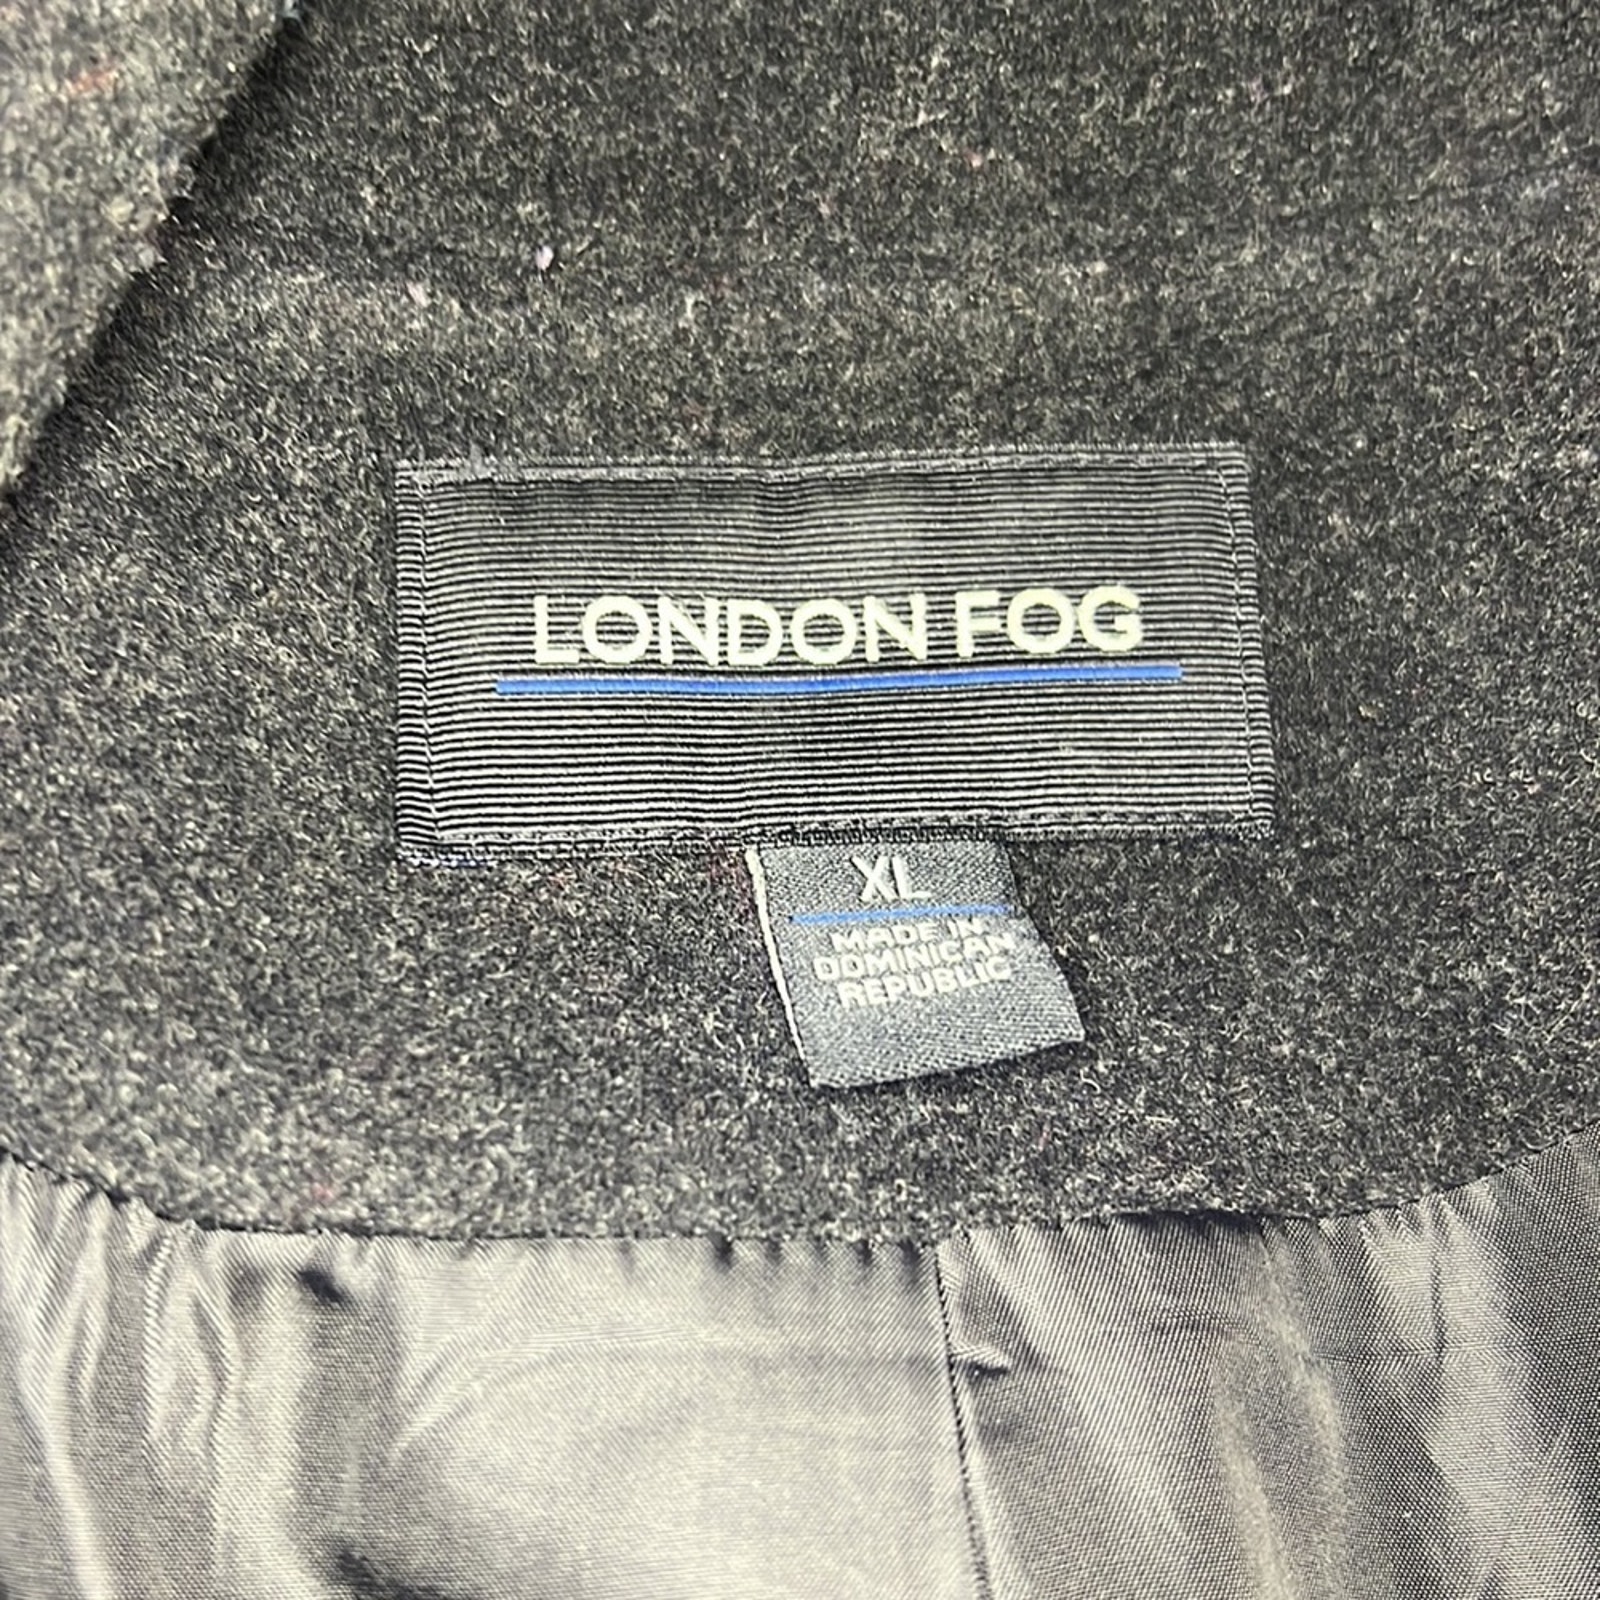 LONDON FOG
XL
MADE IN
DOMINICAN
REPUBLIC